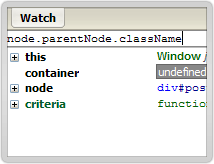 Watch
node.parentNode.className
this Window
container undefined
node div#pos
criteria functio